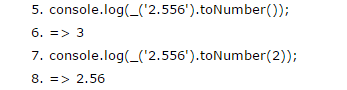 5. console.log(_('2.556').toNumber());
6. => 3
7. console.log(_('2.556').toNumber(2));
8. => 2.56